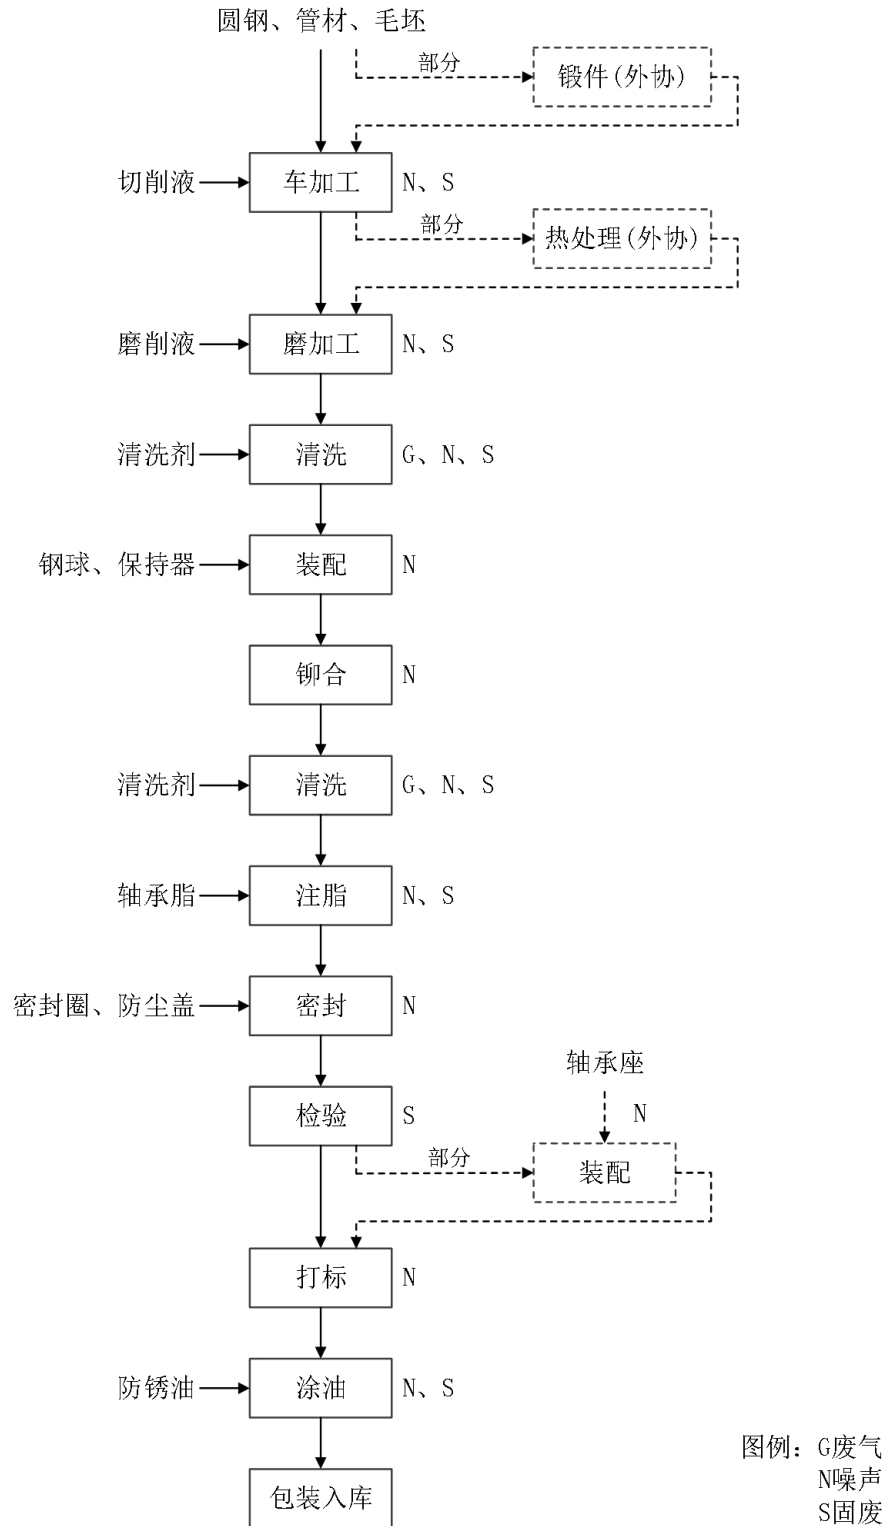 圆钢、管材、毛坯
部分
锻件(外协)
切削液
车加工
N、S
部分
热处理(外协)
磨削液
磨加工
N、S
清洗剂
清洗
G、N、S
钢球、保持器
装配
N
铆合
N
清洗剂
清洗
G、N、S
轴承脂
注脂
N、S
密封圈、防尘盖
密封
N
轴承座
N
检验
S
部分
装配
打标
N
防锈油
涂油
N、S
包装入库
图例：G废气
N噪声
S固废